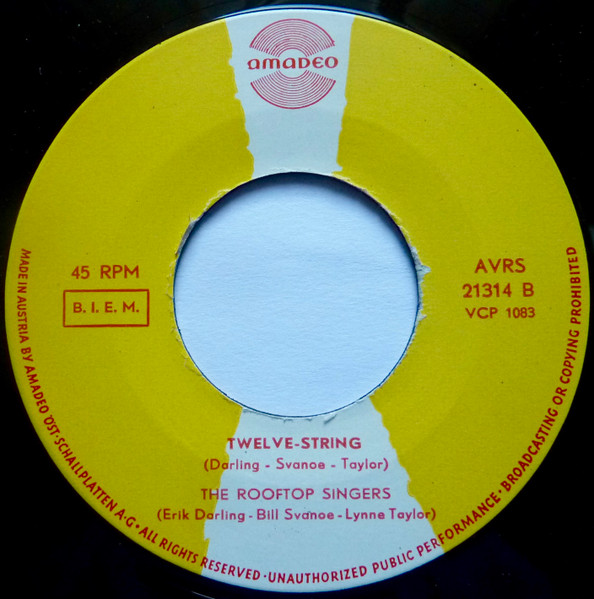 AMADEO
45 RPM
B. I. E. M.
AVRS
21314 B
VCP 1083
TWELVE-STRING
(Darling - Svanoe - Taylor)
THE ROOFTOP SINGERS
(Erik Darling - Bill Svanoe - Lynne Taylor)
MADE IN AUSTRIA BY AMADEO ÖST·SCHALLPLATTEN A·G·ALL RIGHTS RESERVED·UNAUTHORIZED PUBLIC PERFORMANCE·BROADCASTING OR COPYING PROHIBITED